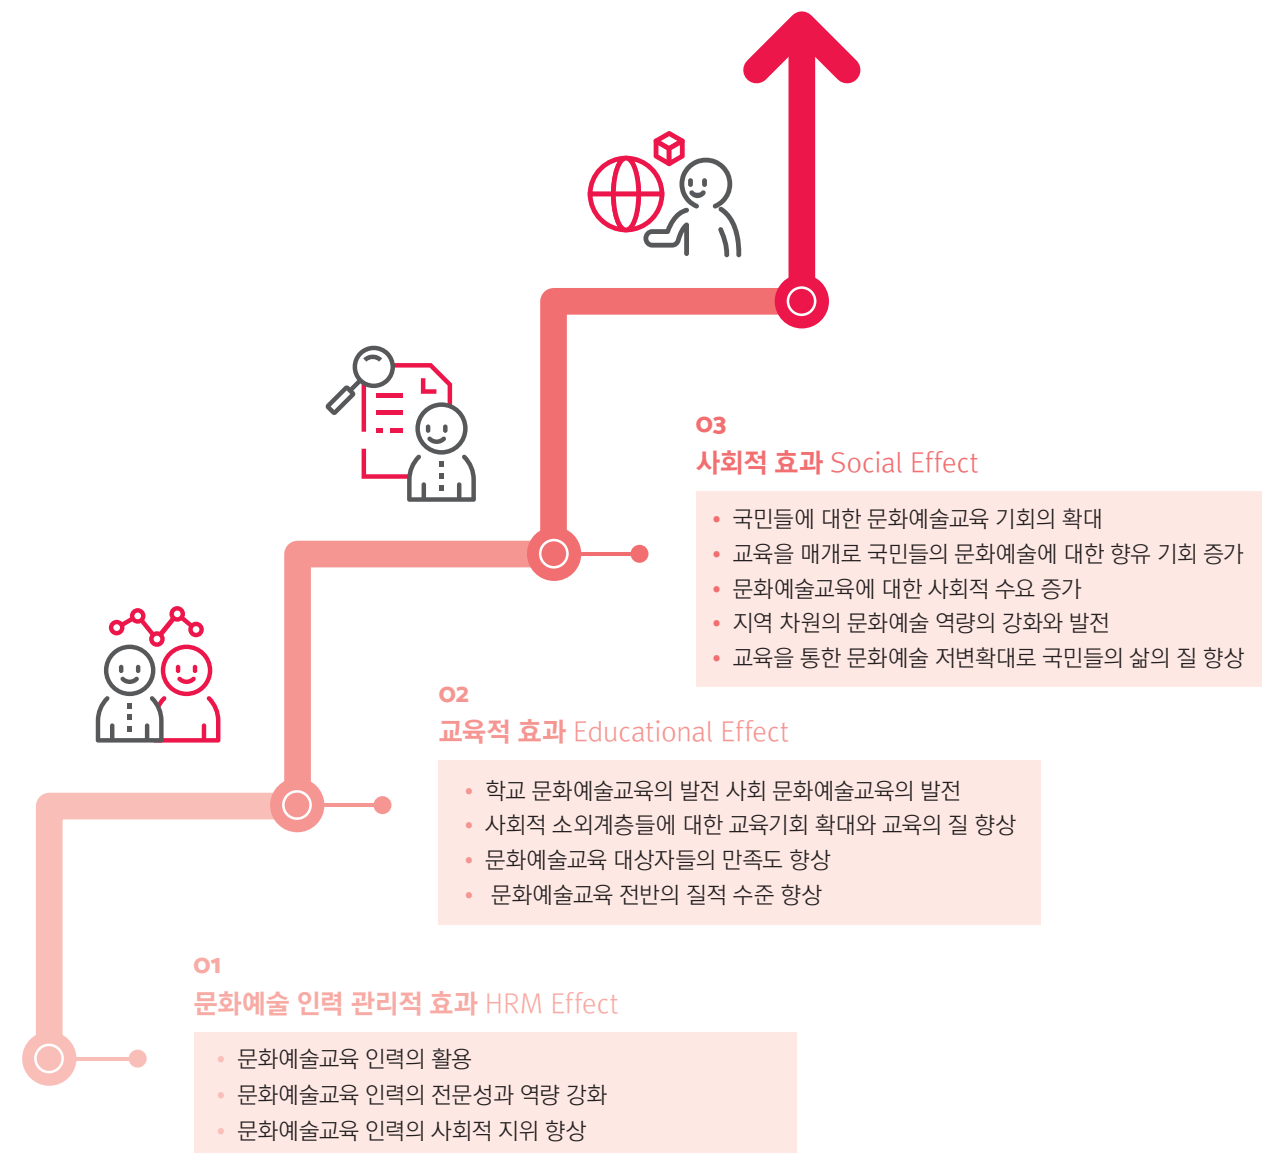 03
사회적 효과 Social Effect
• 국민들에 대한 문화예술교육 기회의 확대
• 교육을 매개로 국민들의 문화예술에 대한 향유 기회 증가
• 문화예술교육에 대한 사회적 수요 증가
• 지역 차원의 문화예술 역량의 강화와 발전
• 교육을 통한 문화예술 저변확대로 국민들의 삶의 질 향상
02
교육적 효과 Educational Effect
• 학교 문화예술교육의 발전 사회 문화예술교육의 발전
• 사회적 소외계층들에 대한 교육기회 확대와 교육의 질 향상
• 문화예술교육 대상자들의 만족도 향상
• 문화예술교육 전반의 질적 수준 향상
01
문화예술 인력 관리적 효과 HRM Effect
• 문화예술교육 인력의 활용
• 문화예술교육 인력의 전문성과 역량 강화
• 문화예술교육 인력의 사회적 지위 향상